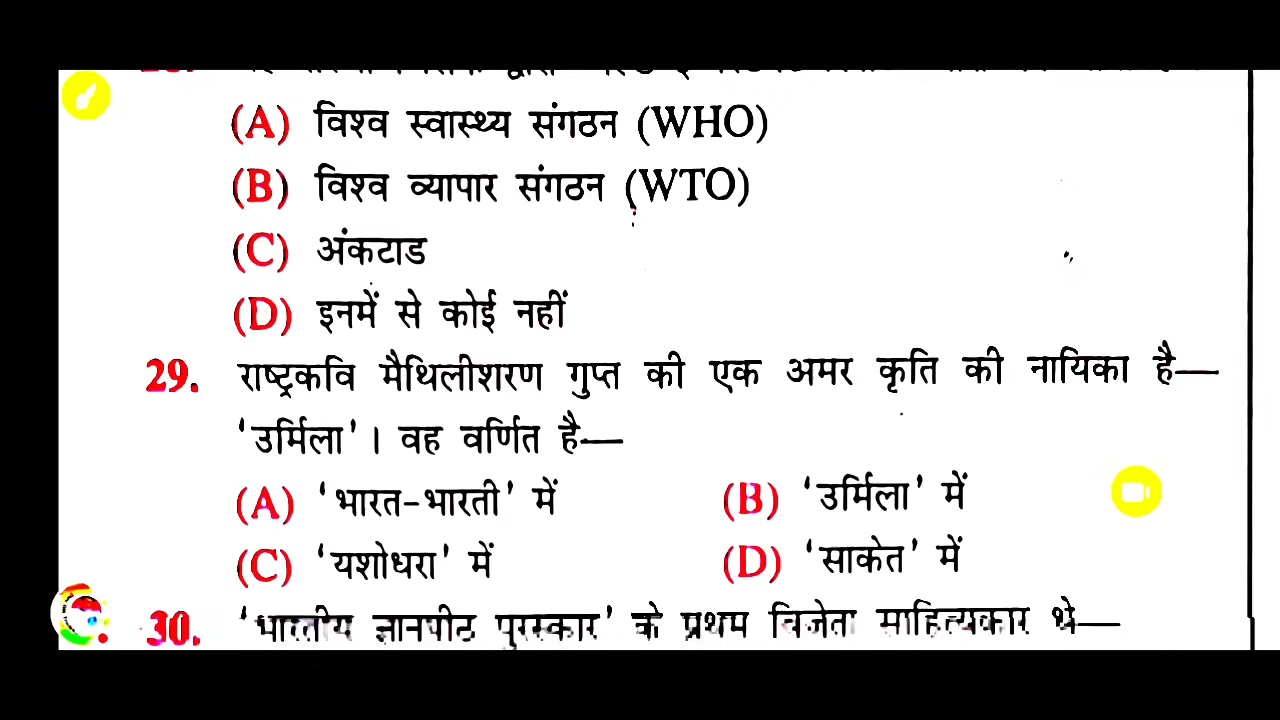 (A) विश्व स्वास्थ्य संगठन (WHO)
(B) विश्व व्यापार संगठन (WTO)
(C) अंकटाड
(D) इनमें से कोई नहीं
29. राष्ट्रकवि मैथिलीशरण गुप्त की एक अमर कृति की नायिका है—
'उर्मिला'। वह वर्णित है—
(A) 'भारत-भारती' में (B) 'उर्मिला' में
(C) 'यशोधरा' में (D) 'साकेत' में
30. 'भारतीय ज्ञानपीठ पुरस्कार' के प्रथम विजेता साहित्यकार थे—